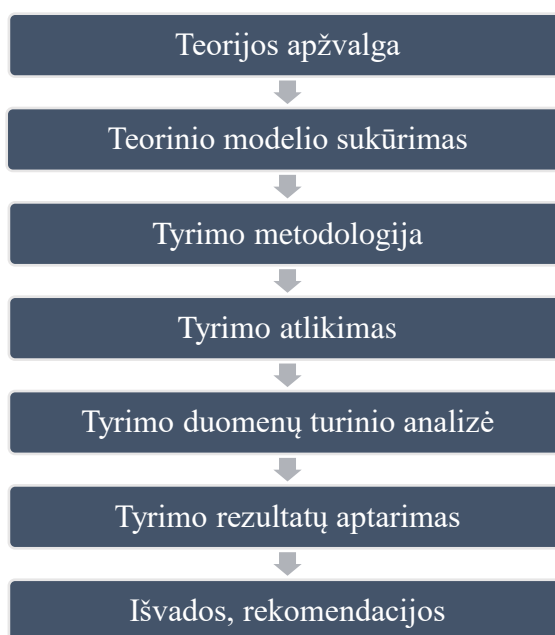 Teorijos apžvalga
Teorinio modelio sukūrimas
Tyrimo metodologija
Tyrimo atlikimas
Tyrimo duomenų turinio analizė
Tyrimo rezultatų aptarimas
Išvados, rekomendacijos